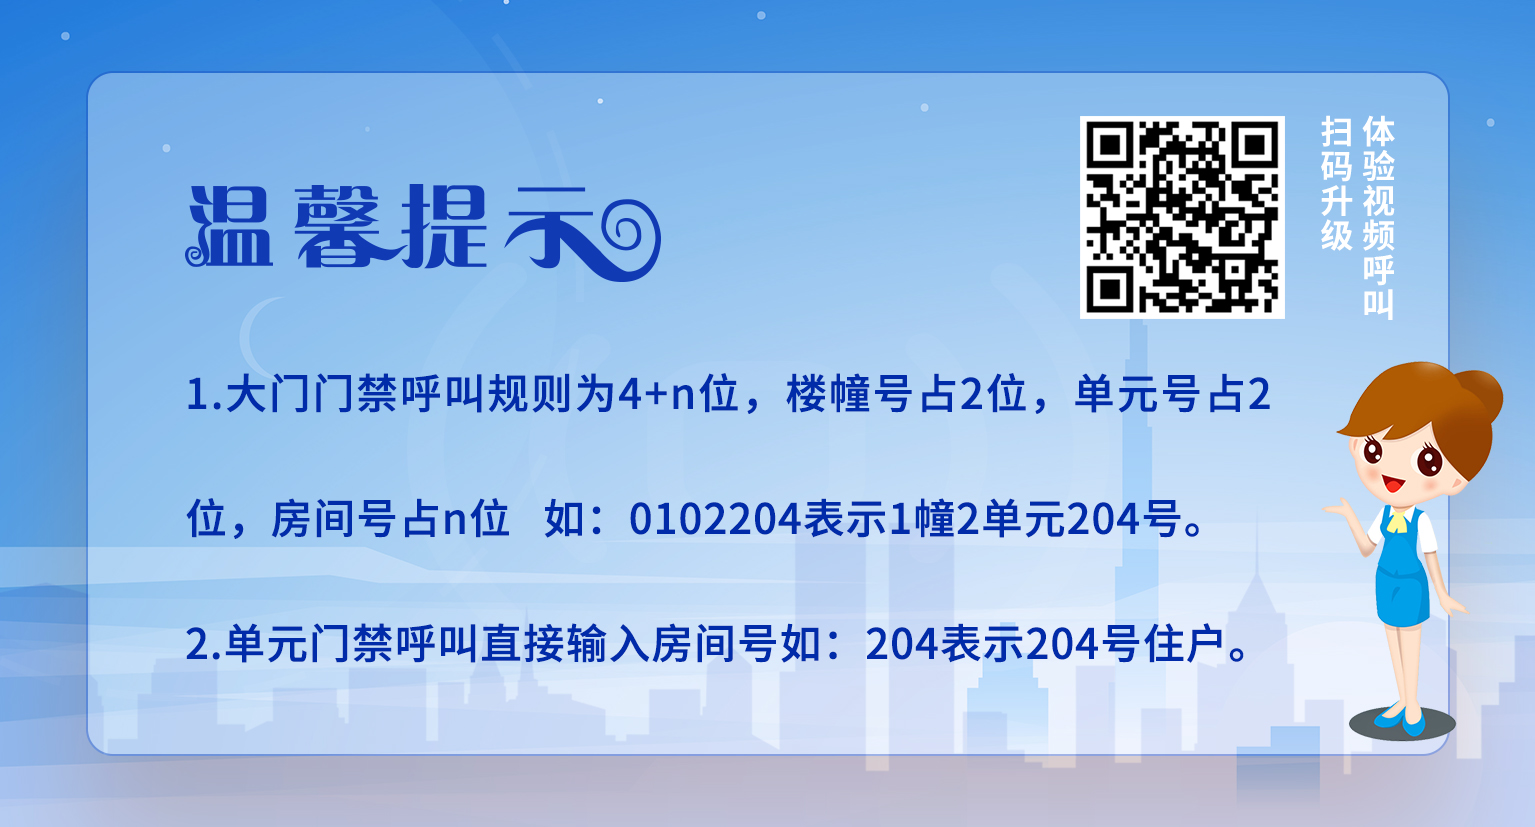 温馨提示
扫码升级
体验视频呼叫
1.大门门禁呼叫规则为4+n位，楼幢号占2位，单元号占2
位，房间号占n位 如：0102204表示1幢2单元204号。
2.单元门禁呼叫直接输入房间号如：204表示204号住户。